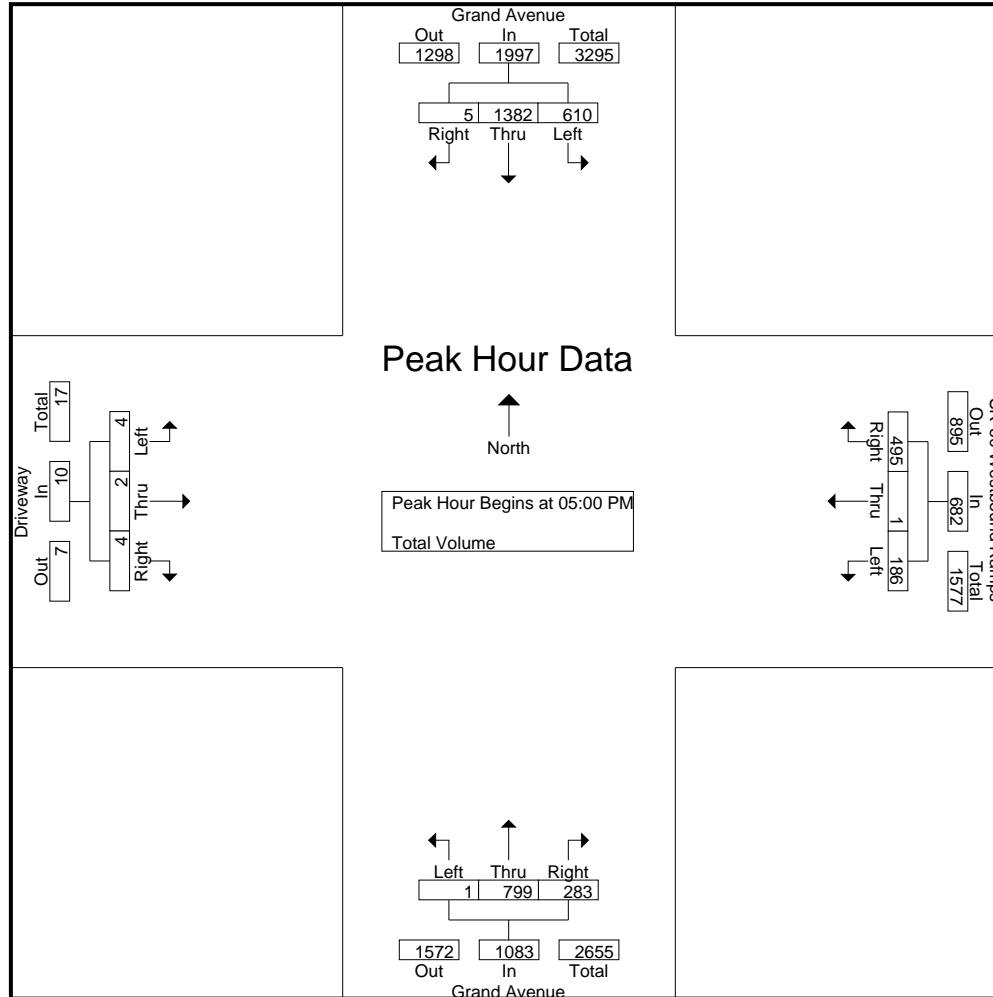 Grand Avenue
Out In Total
1298 1997 3295
5 1382 610
Right Thru Left
Peak Hour Data
North
Peak Hour Begins at 05:00 PM
Total Volume
Driveway
Total In Out
17 10 7
4 2 4
Left Thru Right
Westbound Ramps
Out In Total
895 682 1577
495 1 186
Right Thru Left
Left Thru Right
1 799 283
1572 1083 2655
Out In Total
Grand Avenue